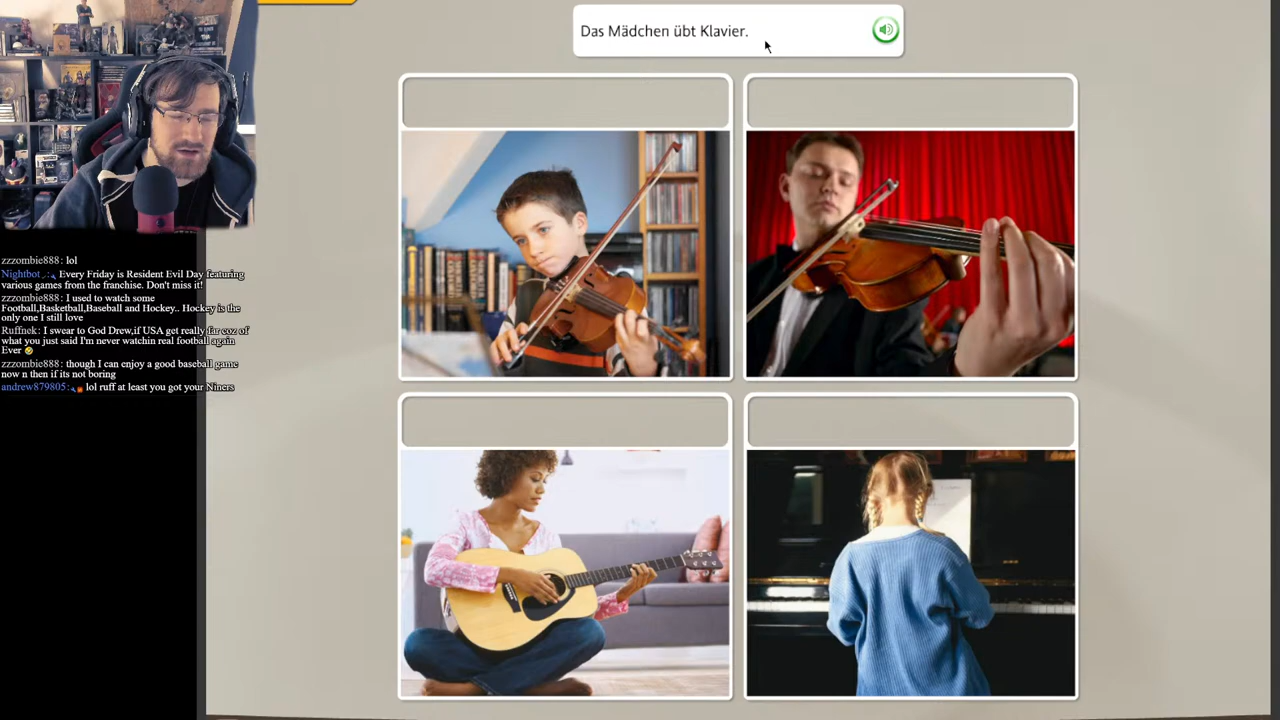 Das Mädchen übt Klavier.
zzzombie888: lol
Nightbot: Every Friday is Resident Evil Day featuring
various games from the franchise. Don't miss it!
zzzombie888: I used to watch some
Football,Basketball,Baseball and Hockey.. Hockey is the
only one I still love
Ruffnok: I swear to God Drew,if USA get really far coz of
what you just said I'm never watchin real football again
Ever 🤣
zzzombie888: though I can enjoy a good baseball game
now n then if its not boring
andrew879805: lol ruff at least you got your Niners